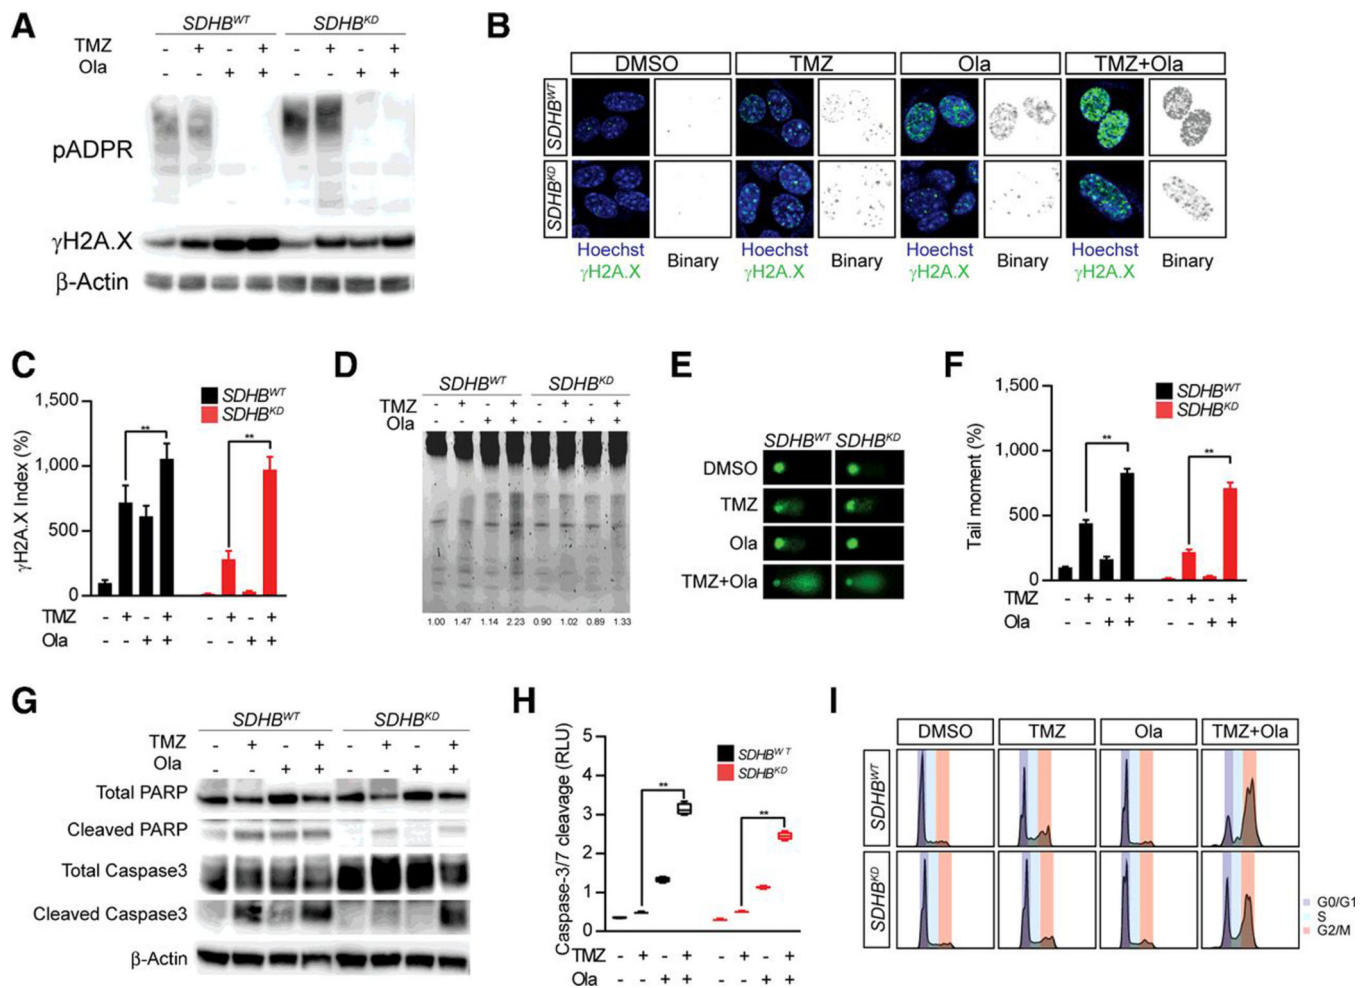 A
SDHBWT SDHBKD
TMZ - + - + - + - +
Ola - - + + - - + +
pADPR
γH2A.X
β-Actin
B
DMSO TMZ Ola TMZ+Ola
SDHBWT
SDHBKD
Hoechst Binary Hoechst Binary Hoechst Binary Hoechst Binary
γH2A.X γH2A.X γH2A.X γH2A.X
C
SDHBWT
SDHBKD
γH2A.X Index (%)
1,500
1,000
500
0
** **
TMZ - + - + - + - +
Ola - - + + - - + +
D
SDHBWT SDHBKD
TMZ - + - + - + - +
Ola - - + + - - + +
1.00 1.47 1.14 2.23 0.90 1.02 0.89 1.33
E
SDHBWT SDHBKD
DMSO
TMZ
Ola
TMZ+Ola
F
SDHBWT
SDHBKD
Tail moment (%)
1,500
1,000
500
0
** **
TMZ - + - + - + - +
Ola - - + + - - + +
G
SDHBWT SDHBKD
TMZ - + - + - + - +
Ola - - + + - - + +
Total PARP
Cleaved PARP
Total Caspase3
Cleaved Caspase3
β-Actin
H
SDHBWT
SDHBKD
Caspase-3/7 cleavage (RLU)
5
4
3
2
1
0
** **
TMZ - + - + - + - +
Ola - - + + - - + +
I
DMSO TMZ Ola TMZ+Ola
SDHBWT
SDHBKD
G0/G1
S
G2/M